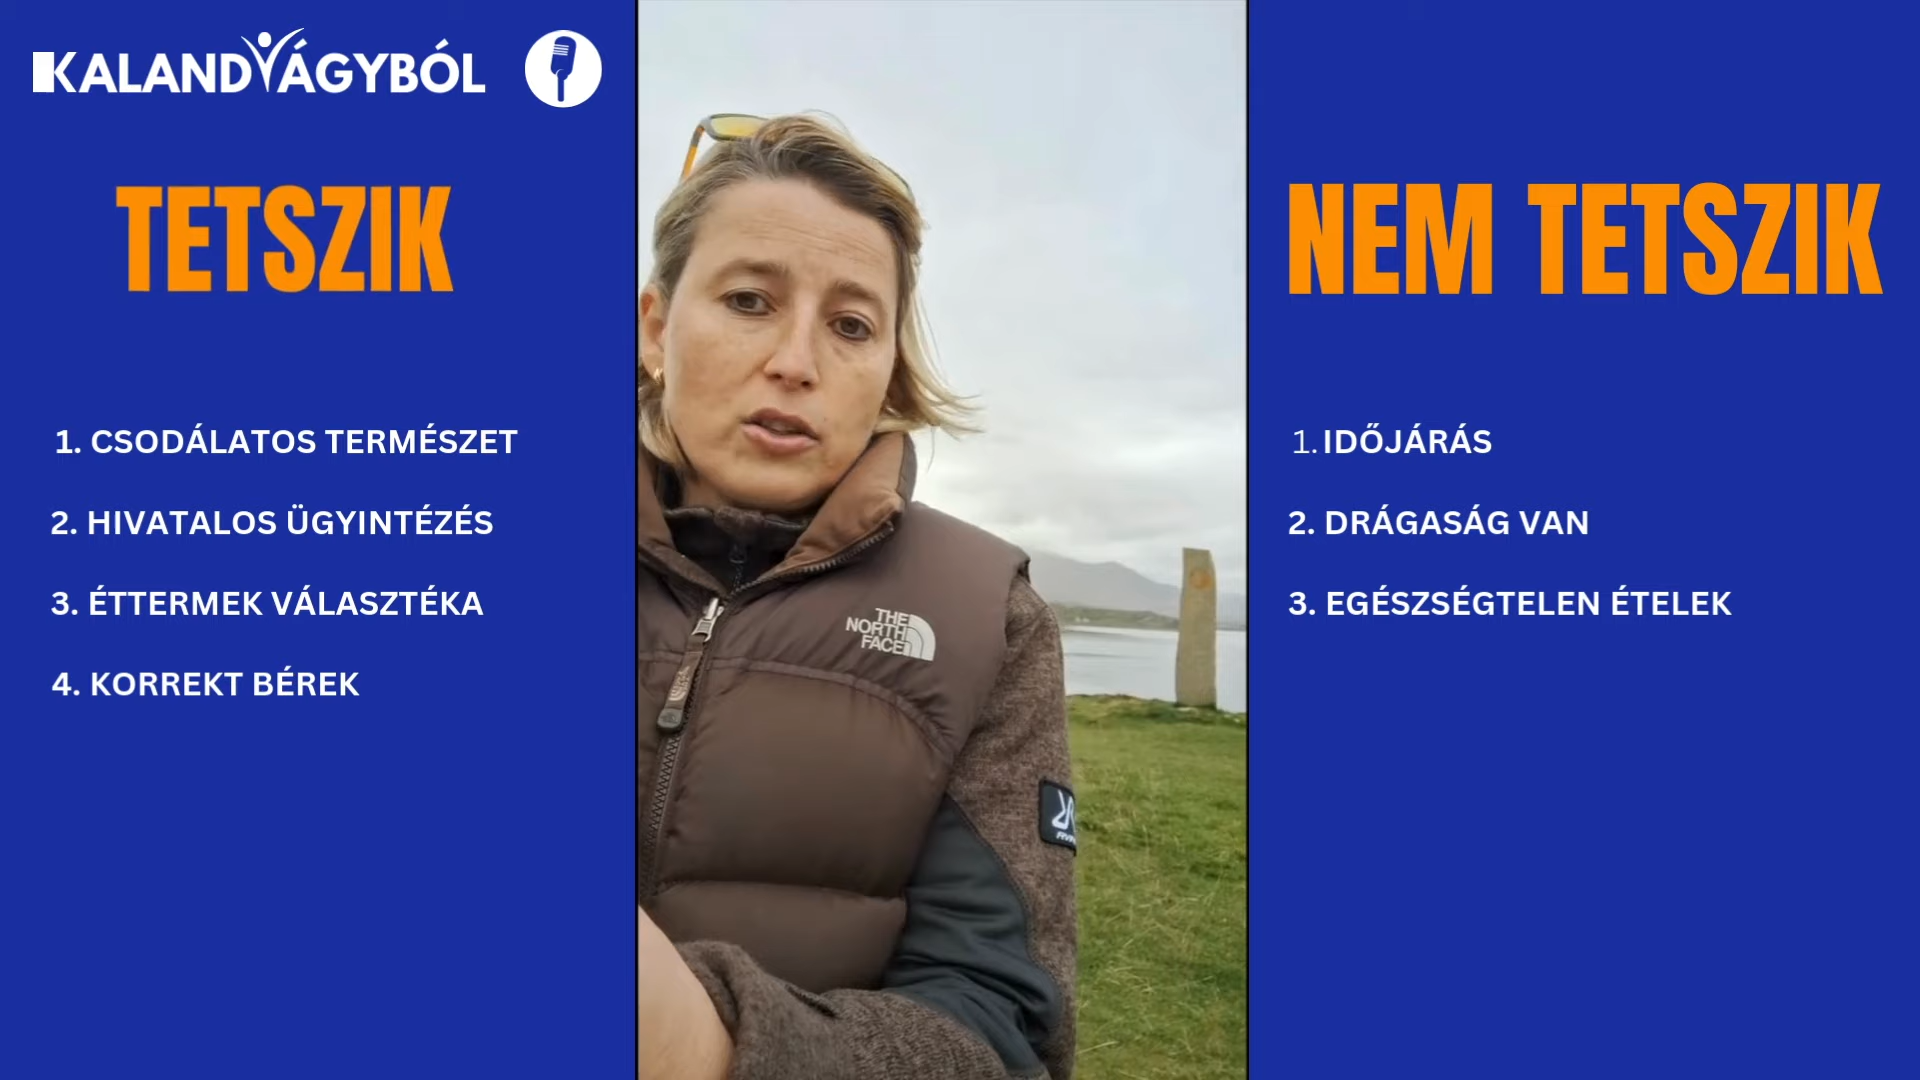 KALANDVÁGYBÓL
TETSZIK
1. CSODÁLATOS TERMÉSZET
2. HIVATALOS ÜGYINTÉZÉS
3. ÉTTERMEK VÁLASZTÉKA
4. KORREKT BÉREK
THE
NORTH
FACE
NEM TETSZIK
1. IDŐJÁRÁS
2. DRÁGASÁG VAN
3. EGÉSZSÉGTELEN ÉTELEK